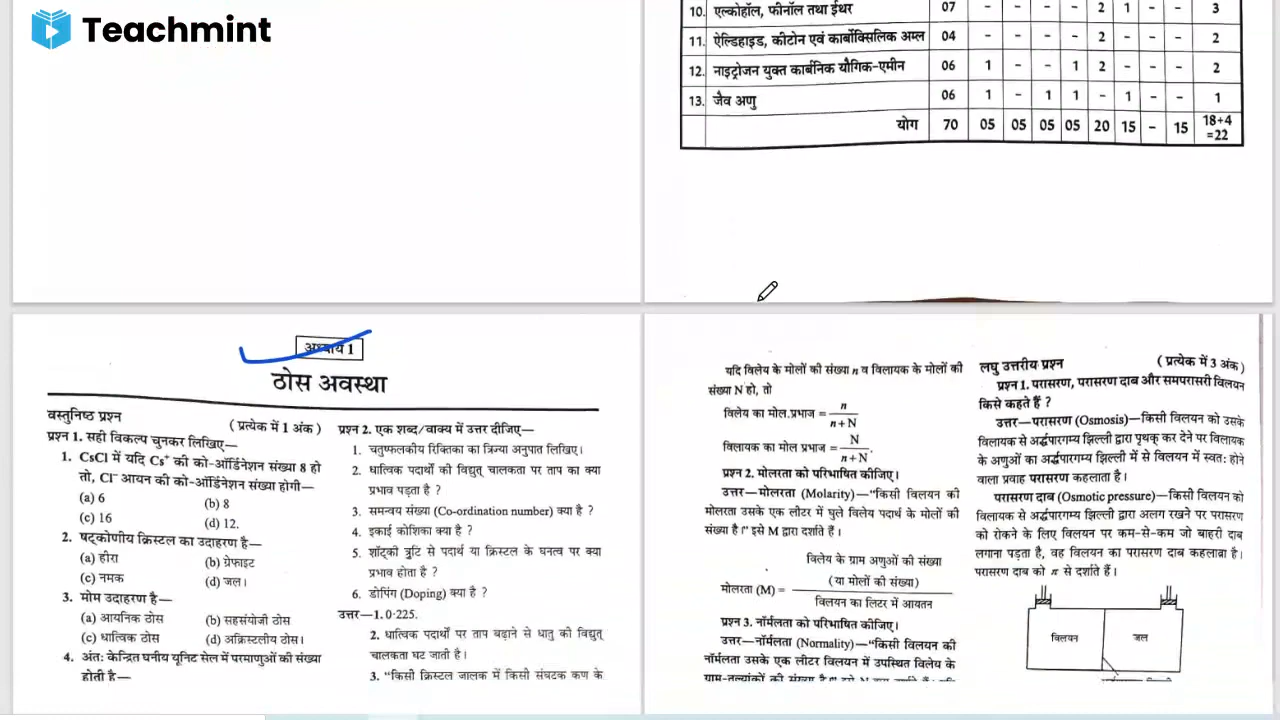 Teachmint
10. एल्कोहॉल, फीनॉल तथा ईथर 07 - - - - 2 1 - - 3
11. ऐल्डिहाइड, कीटोन एवं कार्बोक्सिलिक अम्ल 04 - - - - 2 - - - 2
12. नाइट्रोजन युक्त कार्बनिक यौगिक-एमीन 06 1 - - 1 2 - - - 2
13. जैव अणु 06 1 - 1 1 - 1 - - 1
योग 70 05 05 05 05 20 15 - 15 18+4
=22
अध्याय 1
ठोस अवस्था
वस्तुनिष्ठ प्रश्न (प्रत्येक में 1 अंक)
प्रश्न 1. सही विकल्प चुनकर लिखिए—
1. CsCl में यदि Cs⁺ की को-ऑर्डिनेशन संख्या 8 हो
तो, Cl⁻ आयन की को-ऑर्डिनेशन संख्या होगी—
(a) 6 (b) 8
(c) 16 (d) 12.
2. षट्कोणीय क्रिस्टल का उदाहरण है—
(a) हीरा (b) ग्रेफाइट
(c) नमक (d) जल।
3. मोम उदाहरण है—
(a) आयनिक ठोस (b) सहसंयोजी ठोस
(c) धात्विक ठोस (d) अक्रिस्टलीय ठोस।
4. अंतः केन्द्रित घनीय यूनिट सेल में परमाणुओं की संख्या
होती है—
प्रश्न 2. एक शब्द/वाक्य में उत्तर दीजिए—
1. चतुष्फलकीय रिक्तिका का त्रिज्या अनुपात लिखिए।
2. धात्विक पदार्थों की विद्युत् चालकता पर ताप का क्या
प्रभाव पड़ता है ?
3. समन्वय संख्या (Co-ordination number) क्या है ?
4. इकाई कोशिका क्या है ?
5. शॉट्की त्रुटि से पदार्थ या क्रिस्टल के घनत्व पर क्या
प्रभाव होता है ?
6. डोपिंग (Doping) क्या है ?
उत्तर—1. 0·225.
2. धात्विक पदार्थों पर ताप बढ़ाने से धातु की विद्युत्
चालकता घट जाती है।
3. "किसी क्रिस्टल जालक में किसी संघटक कण के
यदि विलेय के मोलों की संख्या n व विलायक के मोलों की
संख्या N हो, तो
विलेय का मोल प्रभाज = n / n + N
विलायक का मोल प्रभाज = N / n + N.
प्रश्न 2. मोलरता को परिभाषित कीजिए।
उत्तर—मोलरता (Molarity)—"किसी विलयन की
मोलरता उसके एक लीटर में घुले विलेय पदार्थ के मोलों की
संख्या है।" इसे M द्वारा दर्शाते हैं।
विलेय के ग्राम अणुओं की संख्या
(या मोलों की संख्या)
मोलरता (M) =
विलयन का लिटर में आयतन
प्रश्न 3. नॉर्मलता को परिभाषित कीजिए।
उत्तर—नॉर्मलता (Normality)—"किसी विलयन की
नॉर्मलता उसके एक लीटर विलयन में उपस्थित विलेय के
ग्राम-तुल्यांकों की संख्या है।"
लघु उत्तरीय प्रश्न (प्रत्येक में 3 अंक)
प्रश्न 1. परासरण, परासरण दाब और समपरासरी विलयन
किसे कहते हैं ?
उत्तर—परासरण (Osmosis)—किसी विलयन को उसके
विलायक से अर्द्धपारगम्य झिल्ली द्वारा पृथक् कर देने पर विलायक
के अणुओं का अर्द्धपारगम्य झिल्ली में से विलयन में स्वतः होने
वाला प्रवाह परासरण कहलाता है।
परासरण दाब (Osmotic pressure)—किसी विलयन को
विलायक से अर्द्धपारगम्य झिल्ली द्वारा अलग रखने पर परासरण
को रोकने के लिए विलयन पर कम-से-कम जो बाहरी दाब
लगाना पड़ता है, वह विलयन का परासरण दाब कहलाता है।
परासरण दाब को π से दर्शाते हैं।
विलयन जल